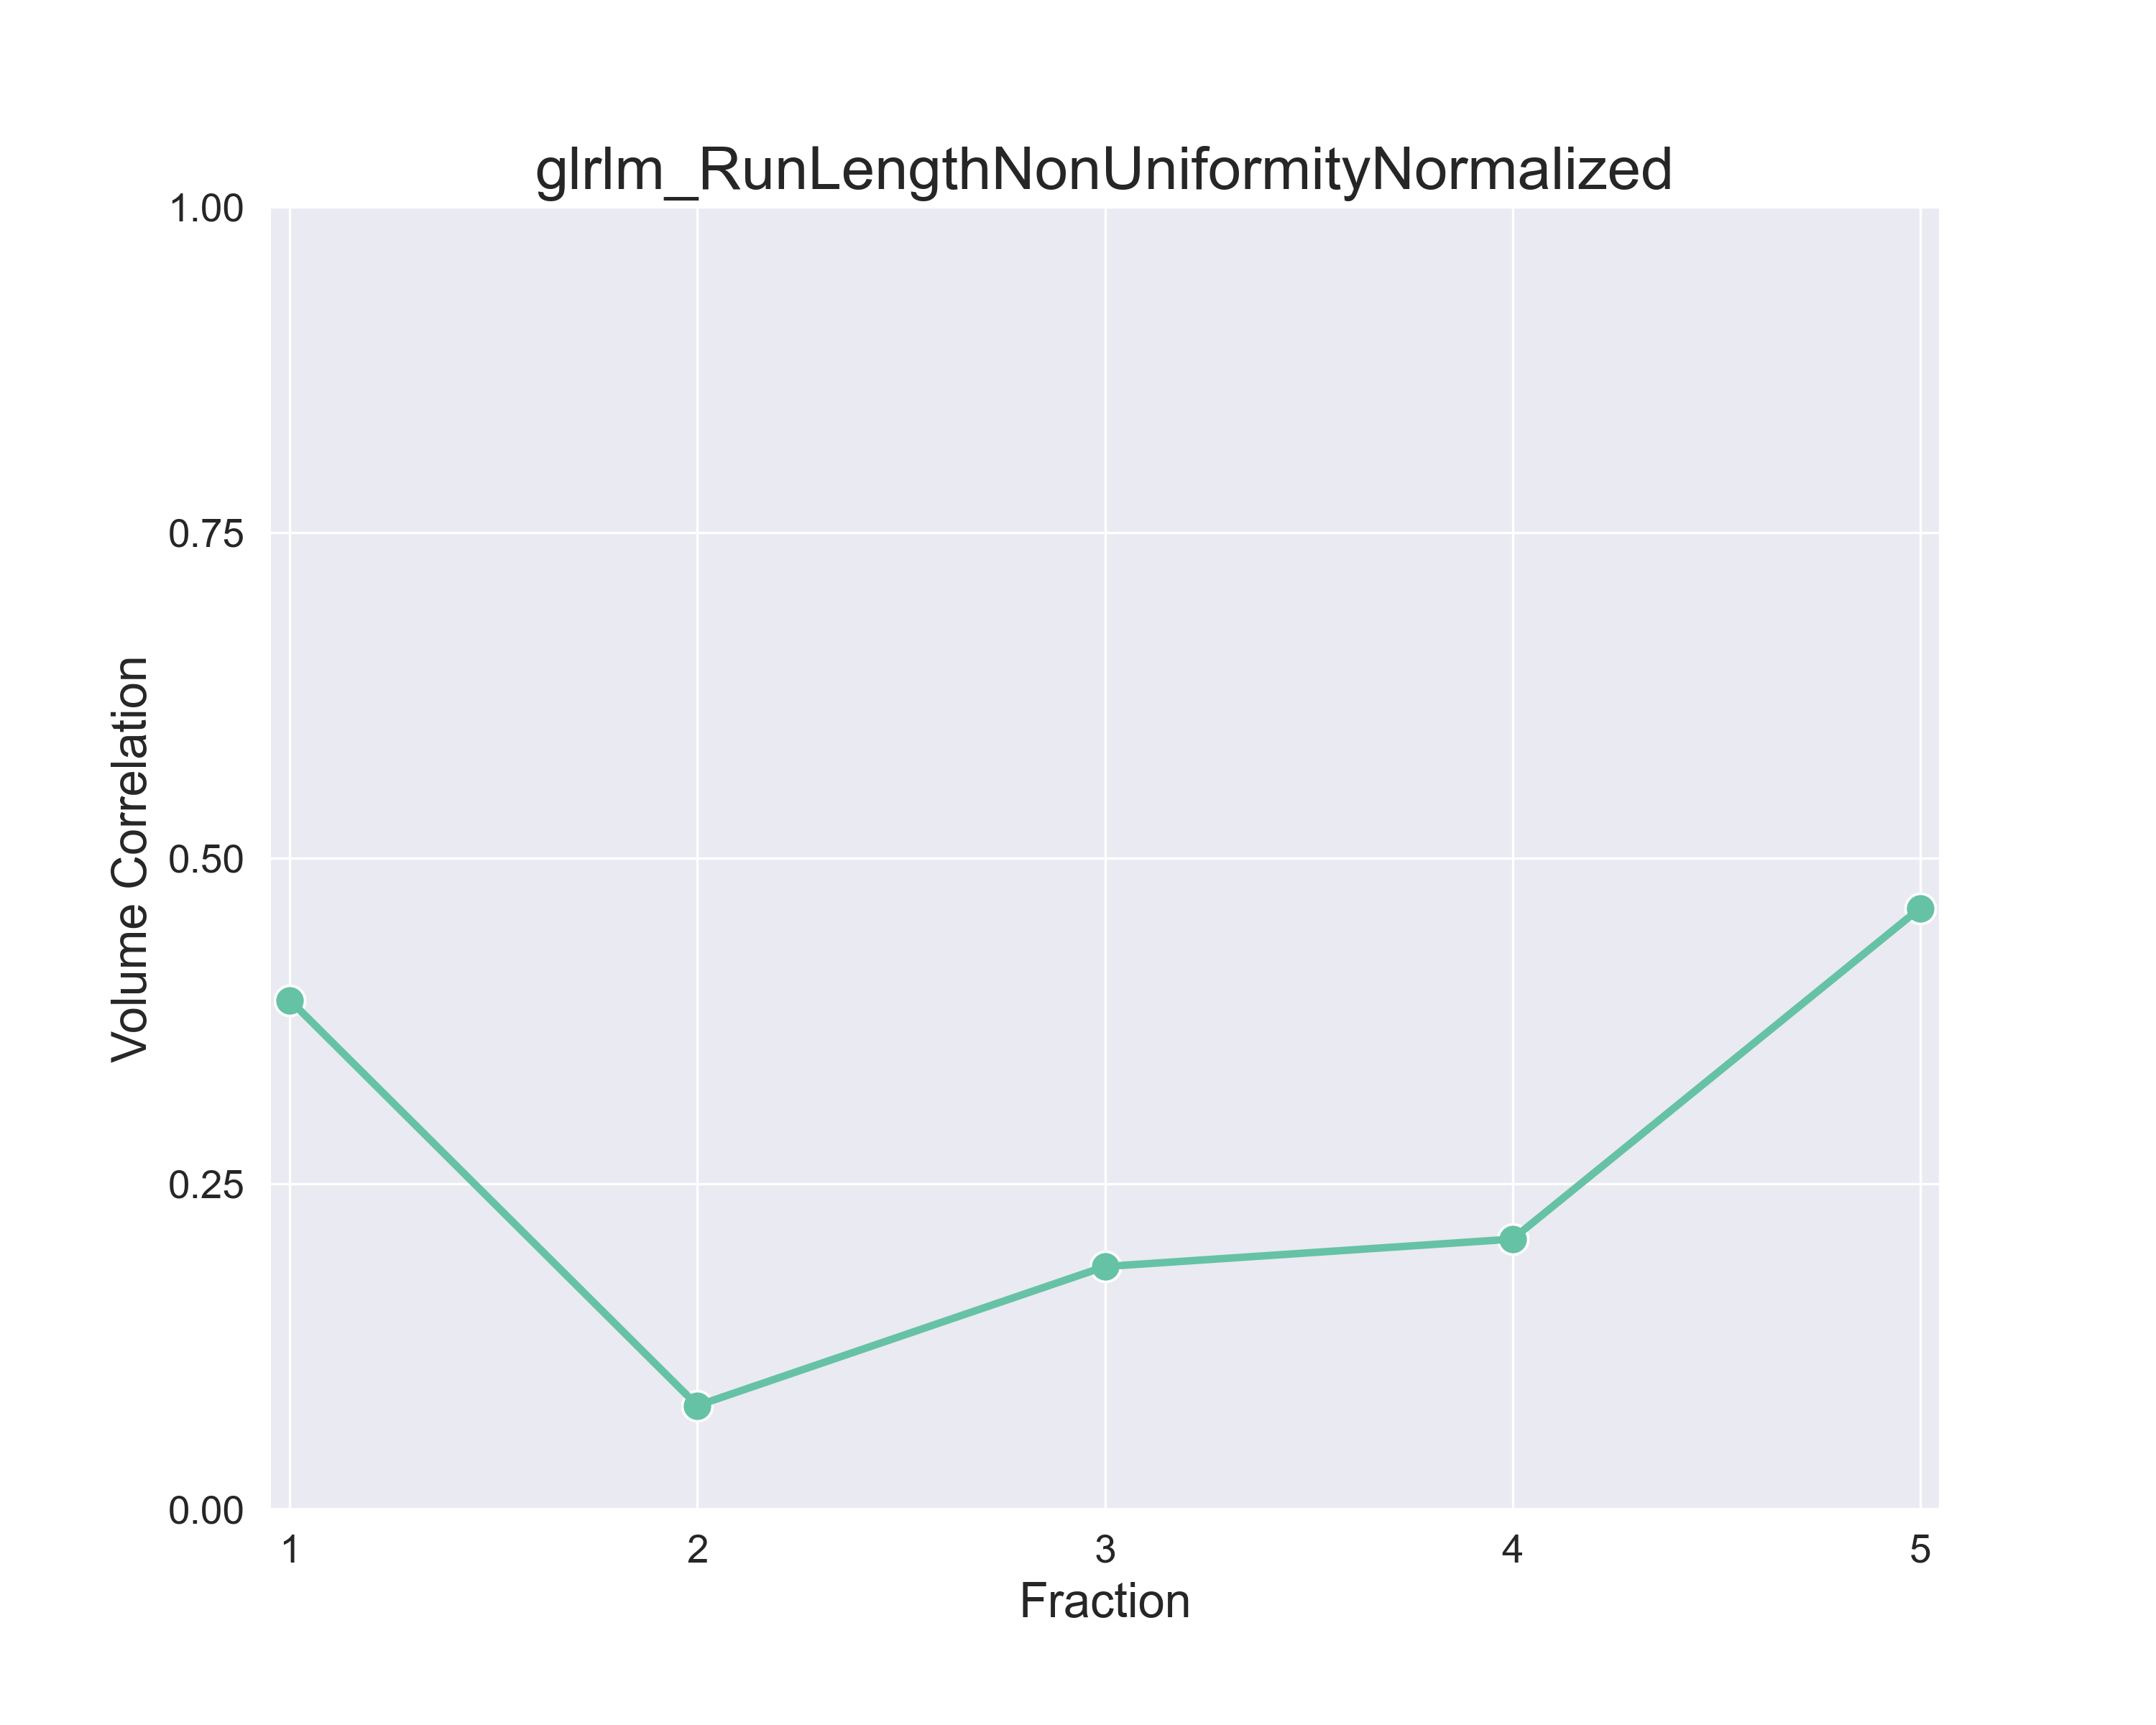 glrlm_RunLengthNonUniformityNormalized
1.00
0.75
0.50
0.25
0.00
Volume Correlation
1 2 3 4 5
Fraction